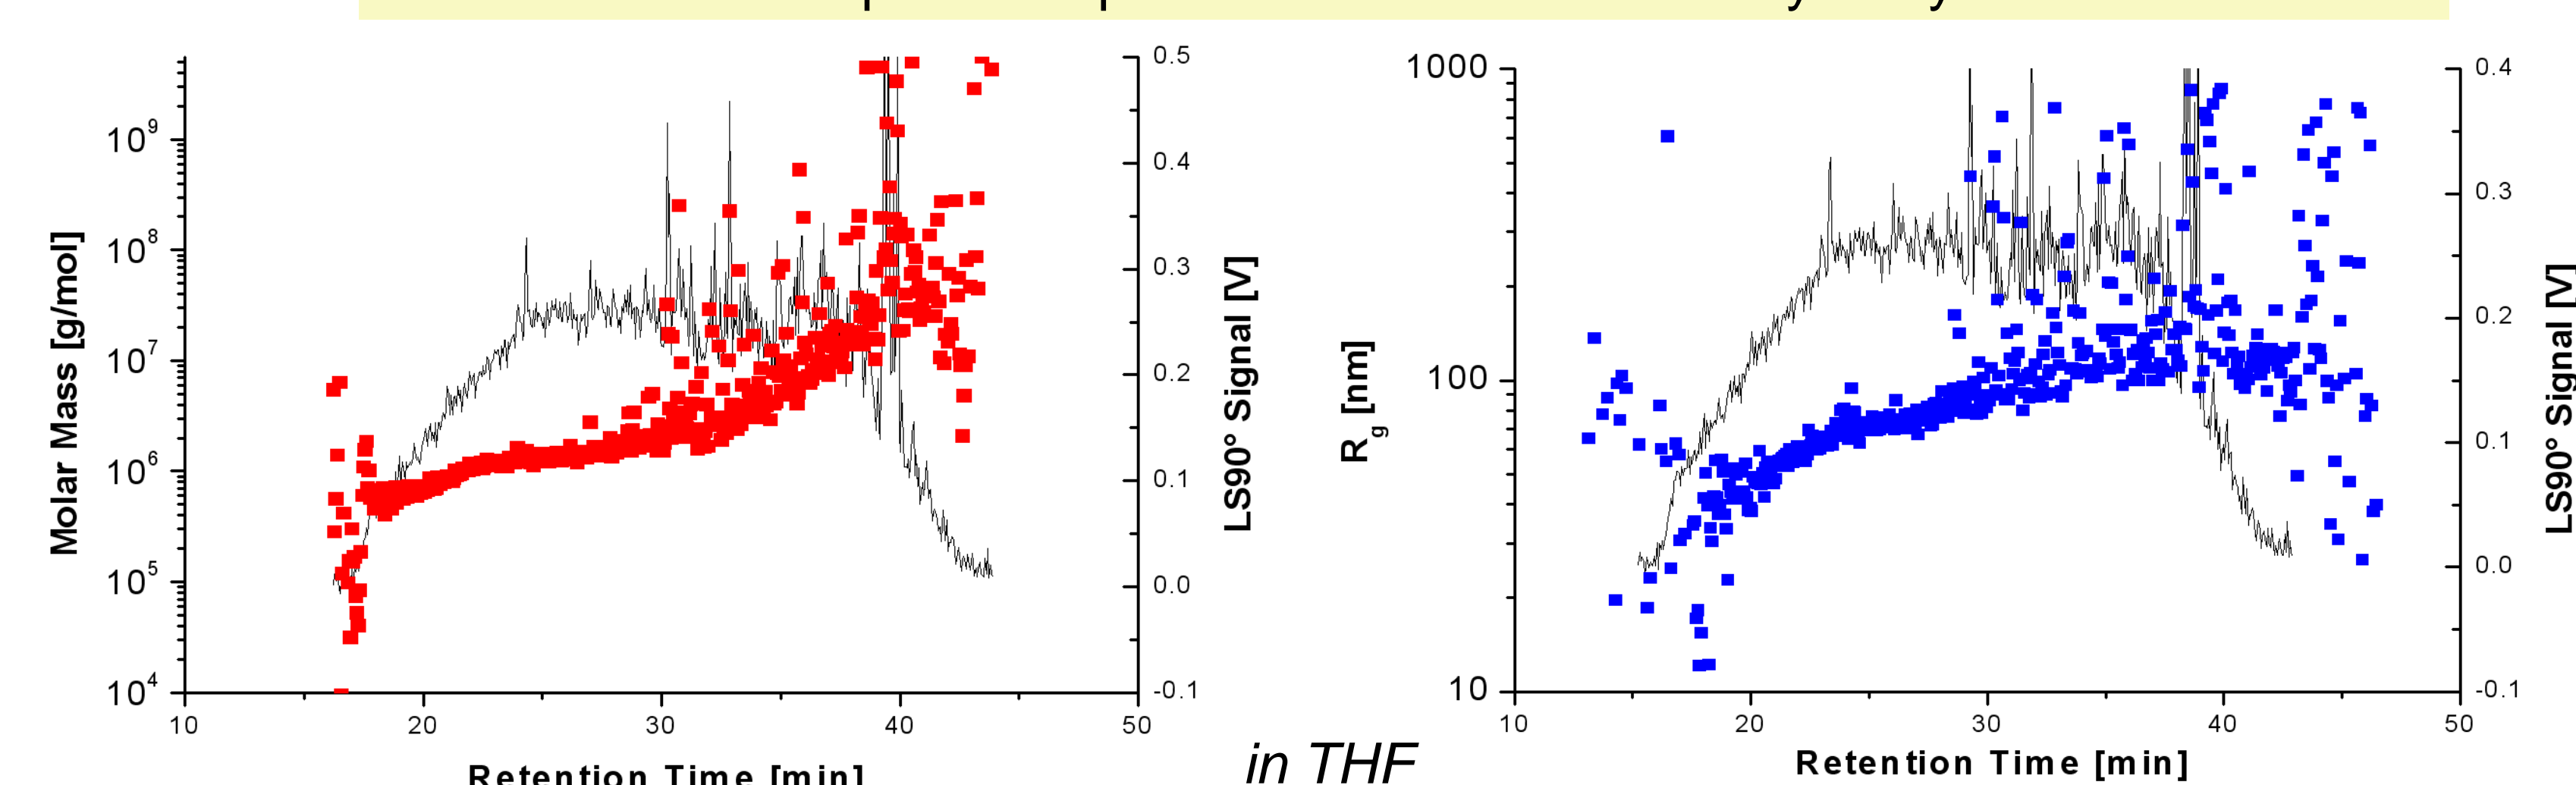 0.5
10⁹
0.4
10⁸
0.3
10⁷
0.2
10⁶
0.1
10⁵
0.0
10⁴
-0.1
10 20 30 40 50
Molar Mass [g/mol]
LS90° Signal [V]
Retention Time [min]
in THF
1000
0.4
0.3
100
0.2
0.1
0.0
10
-0.1
10 20 30 40 50
Rg [nm]
LS90° Signal [V]
Retention Time [min]